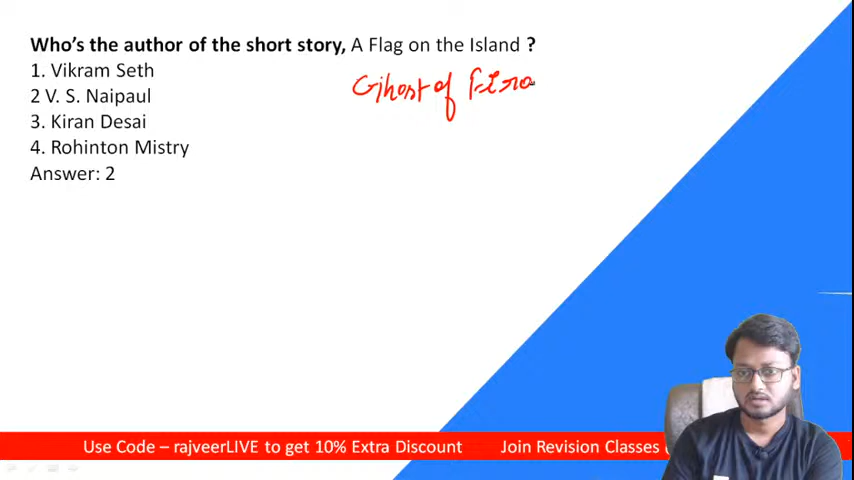 Who's the author of the short story, A Flag on the Island ?
1. Vikram Seth
Ghost of Firo
2 V. S. Naipaul
3. Kiran Desai
4. Rohinton Mistry
Answer: 2
Use Code – rajveerLIVE to get 10% Extra Discount
Join Revision Classes (